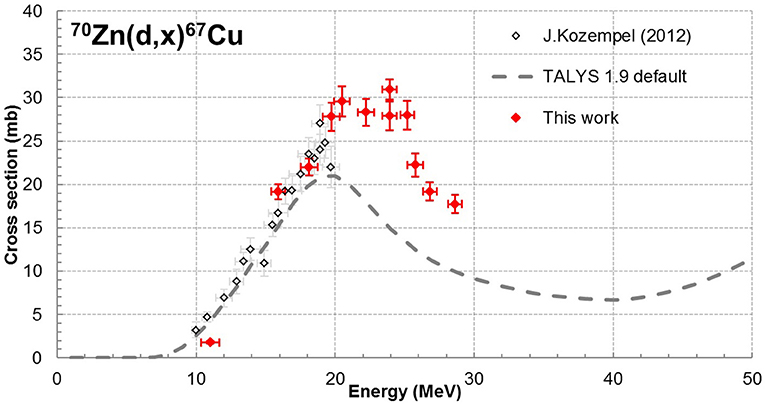 ⁷⁰Zn(d,x)⁶⁷Cu
J.Kozempel (2012)
TALYS 1.9 default
This work
Cross section (mb)
40
35
30
25
20
15
10
5
0
0
10
20
30
40
50
Energy (MeV)